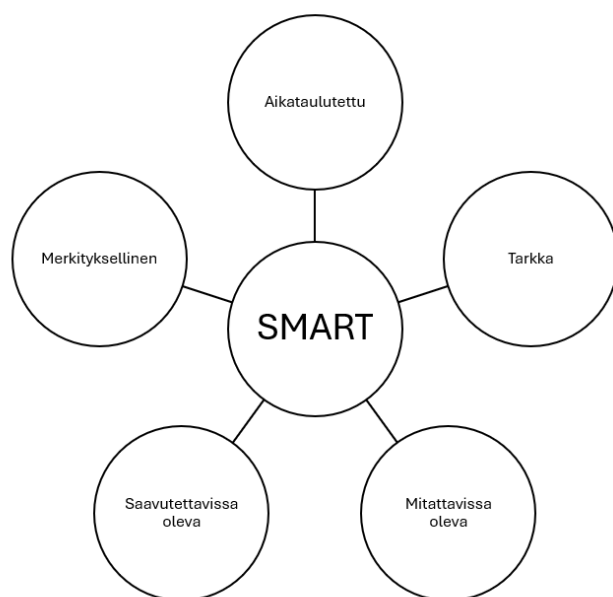 Aikataulutettu
Merkityksellinen
Tarkka
SMART
Saavutettavissa
oleva
Mitattavissa
oleva